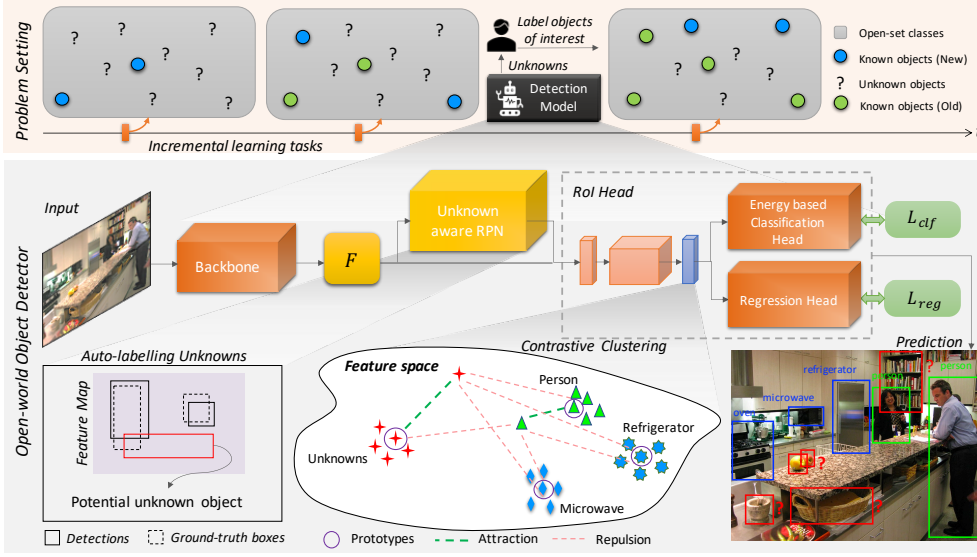 Problem Setting
?
?
?
?
?
?
?
?
?
?
?
?
?
?
Label objects
of interest
Unknowns
Detection
Model
?
?
?
?
?
?
?
Open-set classes
Known objects (New)
? Unknown objects
Known objects (Old)
Incremental learning tasks
t
Open-world Object Detector
Input
Backbone
F
Unknown
aware RPN
RoI Head
Energy based
Classification
Head
L_clf
Regression Head
L_reg
Auto-labelling Unknowns
Feature Map
Potential unknown object
Detections
Ground-truth boxes
Contrastive Clustering
Feature space
Person
Refrigerator
Unknowns
Microwave
Prototypes
Attraction
Repulsion
Prediction
refrigerator
?
person
person
microwave
oven
?
?
?